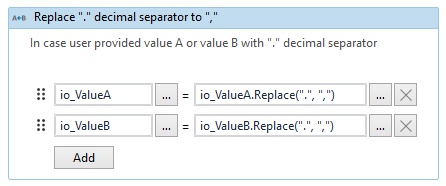 A+B Replace "." decimal separator to ","
In case user provided value A or value B with "." decimal separator
io_ValueA ... = io_ValueA.Replace(".", ",") ...
io_ValueB ... = io_ValueB.Replace(".", ",") ...
Add